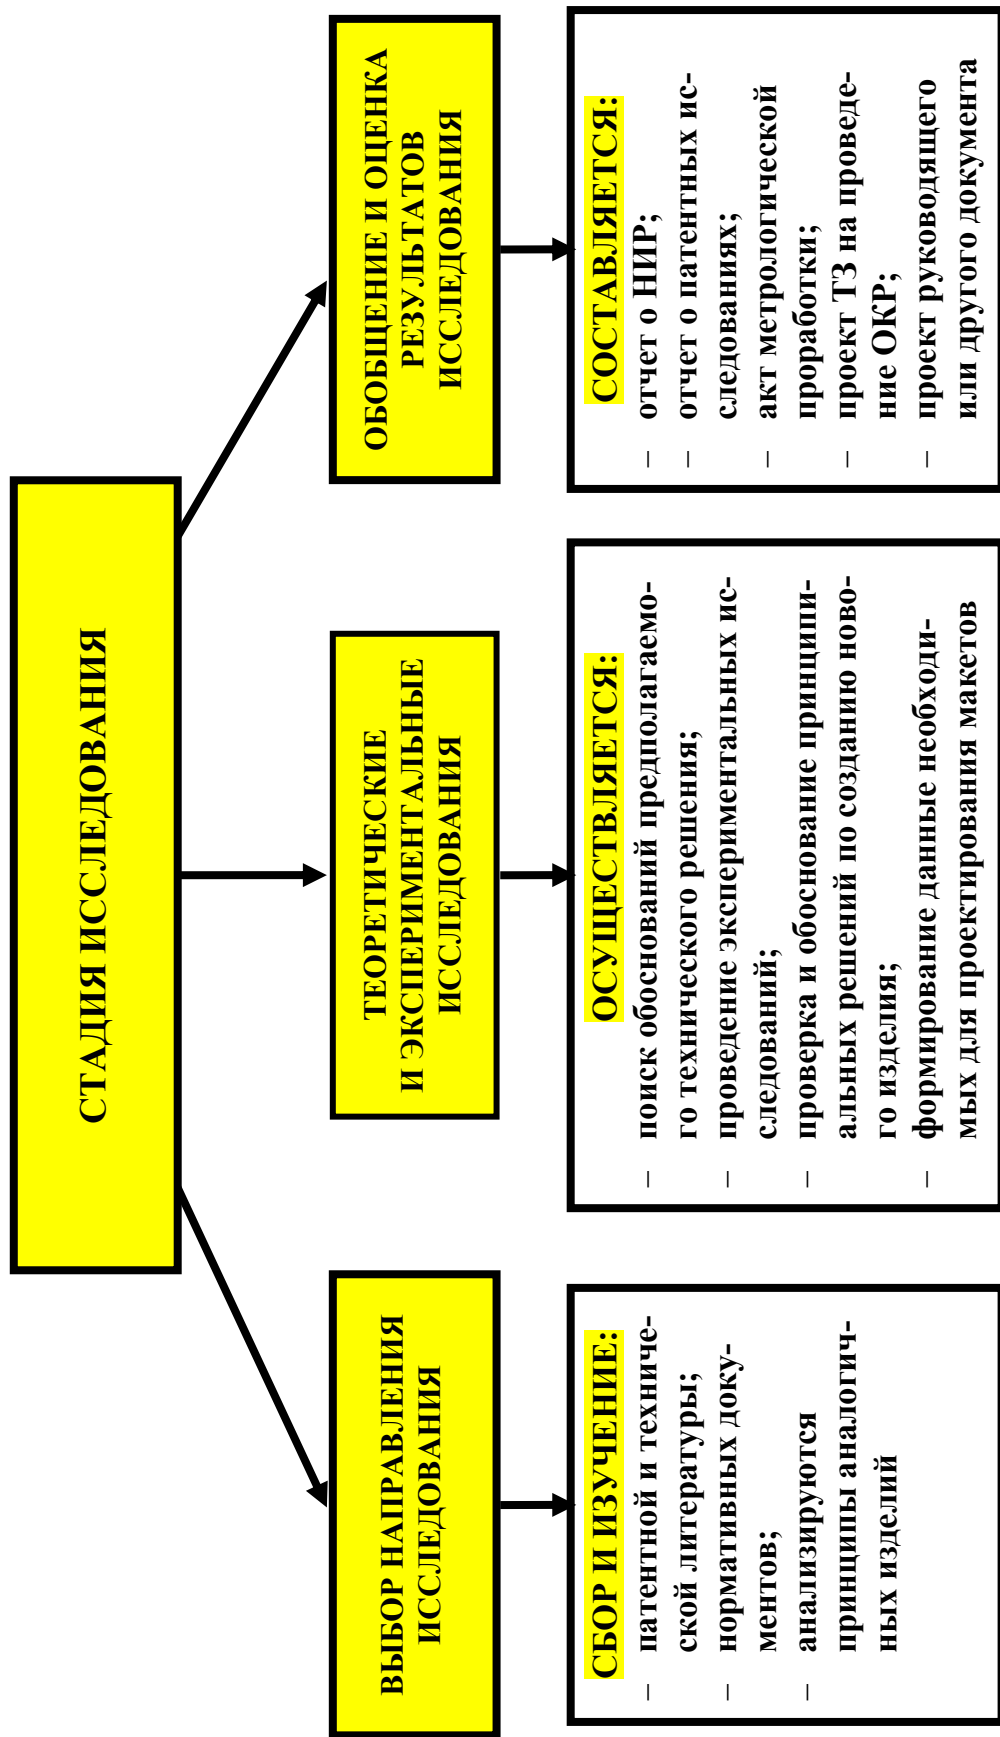 СТАДИЯ ИССЛЕДОВАНИЯ
ВЫБОР НАПРАВЛЕНИЯ
ИССЛЕДОВАНИЯ
СБОР И ИЗУЧЕНИЕ:
– патентной и техниче-
ской литературы;
– нормативных доку-
ментов;
– анализируются
принципы аналогич-
ных изделий
ТЕОРЕТИЧЕСКИЕ
И ЭКСПЕРИМЕНТАЛЬНЫЕ
ИССЛЕДОВАНИЯ
ОСУЩЕСТВЛЯЕТСЯ:
– поиск обоснований предполагаемо-
го технического решения;
– проведение экспериментальных ис-
следований;
– проверка и обоснование принципи-
альных решений по созданию ново-
го изделия;
– формирование данные необходи-
мых для проектирования макетов
ОБОБЩЕНИЕ И ОЦЕНКА
РЕЗУЛЬТАТОВ
ИССЛЕДОВАНИЯ
СОСТАВЛЯЕТСЯ:
– отчет о НИР;
– отчет о патентных ис-
следованиях;
– акт метрологической
проработки;
– проект ТЗ на проведе-
ние ОКР;
– проект руководящего
или другого документа